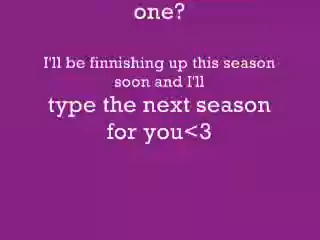 one?
I'll be finnishing up this season
soon and I'll
type the next season
for you<3